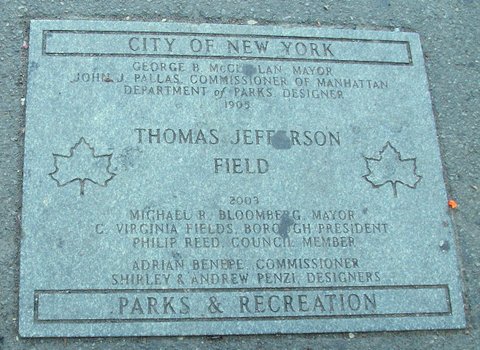 CITY OF NEW YORK
GEORGE B. McCLELLAN MAYOR
JOHN J. PALLAS, COMMISSIONER OF MANHATTAN
DEPARTMENT of PARKS, DESIGNER
1905
THOMAS JEFFERSON
FIELD
2003
MICHAEL R. BLOOMBERG, MAYOR
C. VIRGINIA FIELDS, BOROUGH PRESIDENT
PHILIP REED, COUNCIL MEMBER
ADRIAN BENEPE, COMMISSIONER
SHIRLEY & ANDREW PENZI, DESIGNERS
PARKS & RECREATION